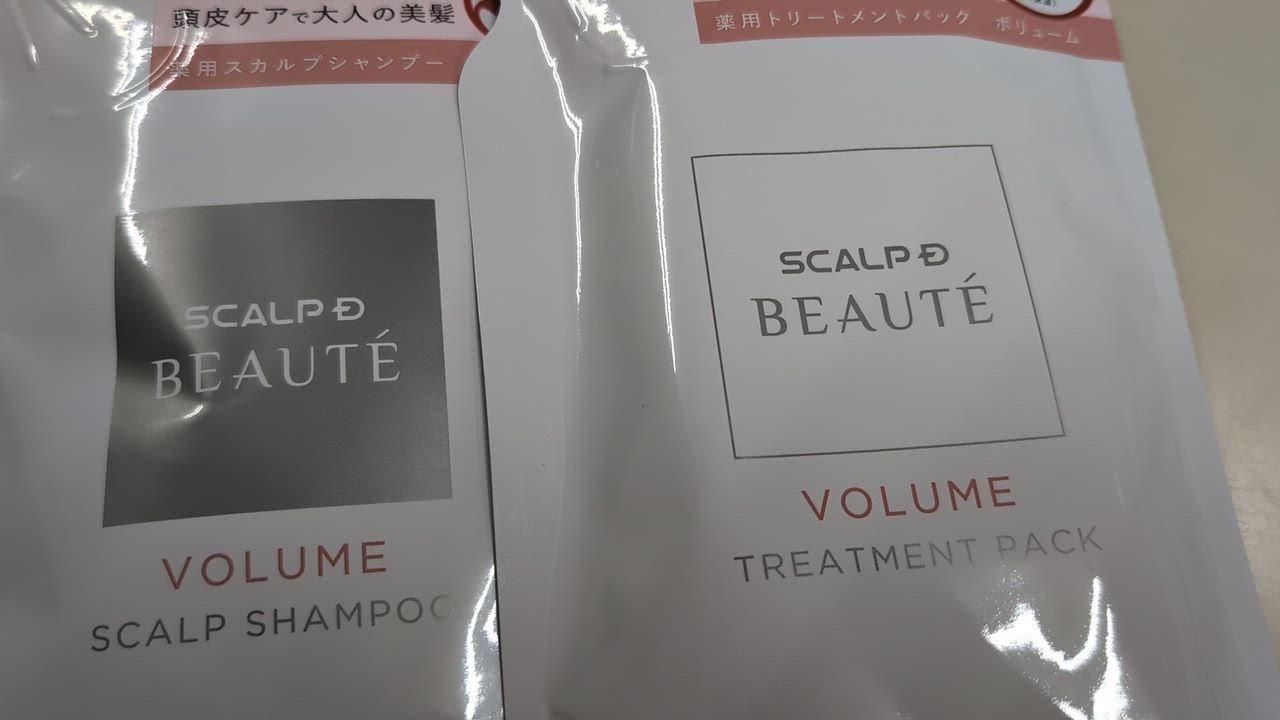 頭皮ケアで大人の美髪
薬用スカルプシャンプー
SCALP D
BEAUTÉ
VOLUME
SCALP SHAMPOO
薬用トリートメントパック ボリューム
SCALP D
BEAUTÉ
VOLUME
TREATMENT PACK